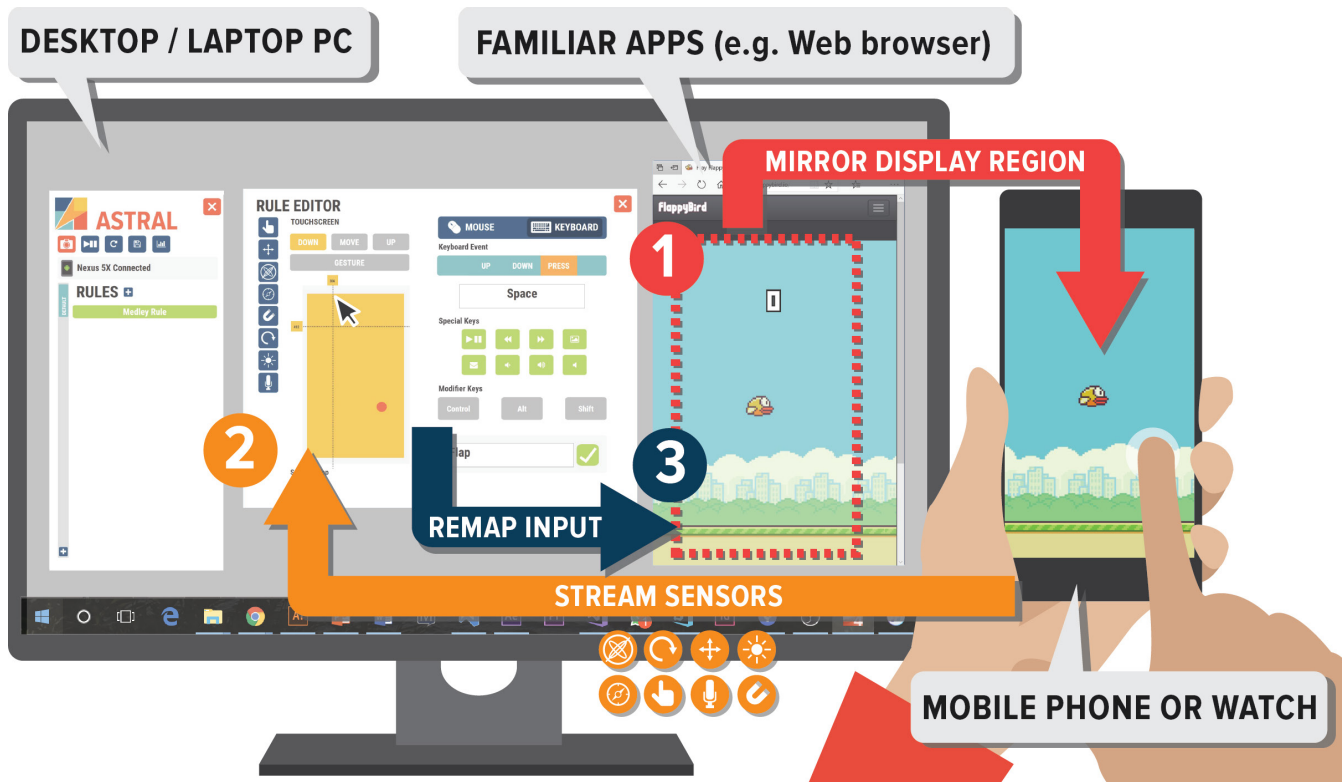 DESKTOP / LAPTOP PC
FAMILIAR APPS (e.g. Web browser)
MIRROR DISPLAY REGION
ASTRAL
Nexus 5X Connected
RULES
DEFAULT
Medley Rule
RULE EDITOR
TOUCHSCREEN
DOWN MOVE UP
GESTURE
MOUSE KEYBOARD
Keyboard Event
UP DOWN PRESS
Space
Special Keys
Modifier Keys
Control Alt Shift
FlappyBird
1
2
3
REMAP INPUT
STREAM SENSORS
MOBILE PHONE OR WATCH